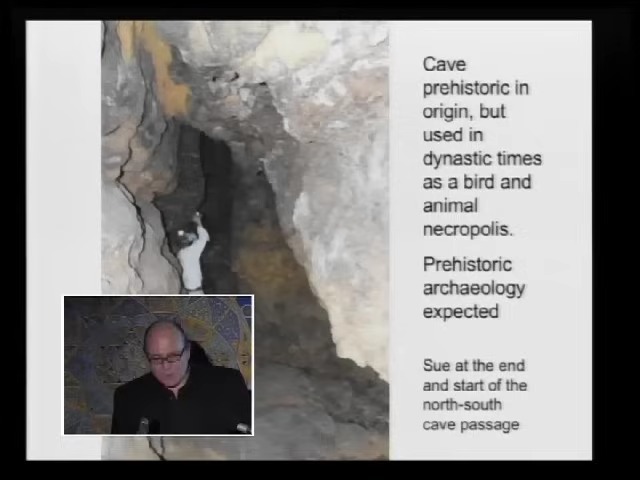 Cave
prehistoric in
origin, but
used in
dynastic times
as a bird and
animal
necropolis.
Prehistoric
archaeology
expected
Sue at the end
and start of the
north-south
cave passage